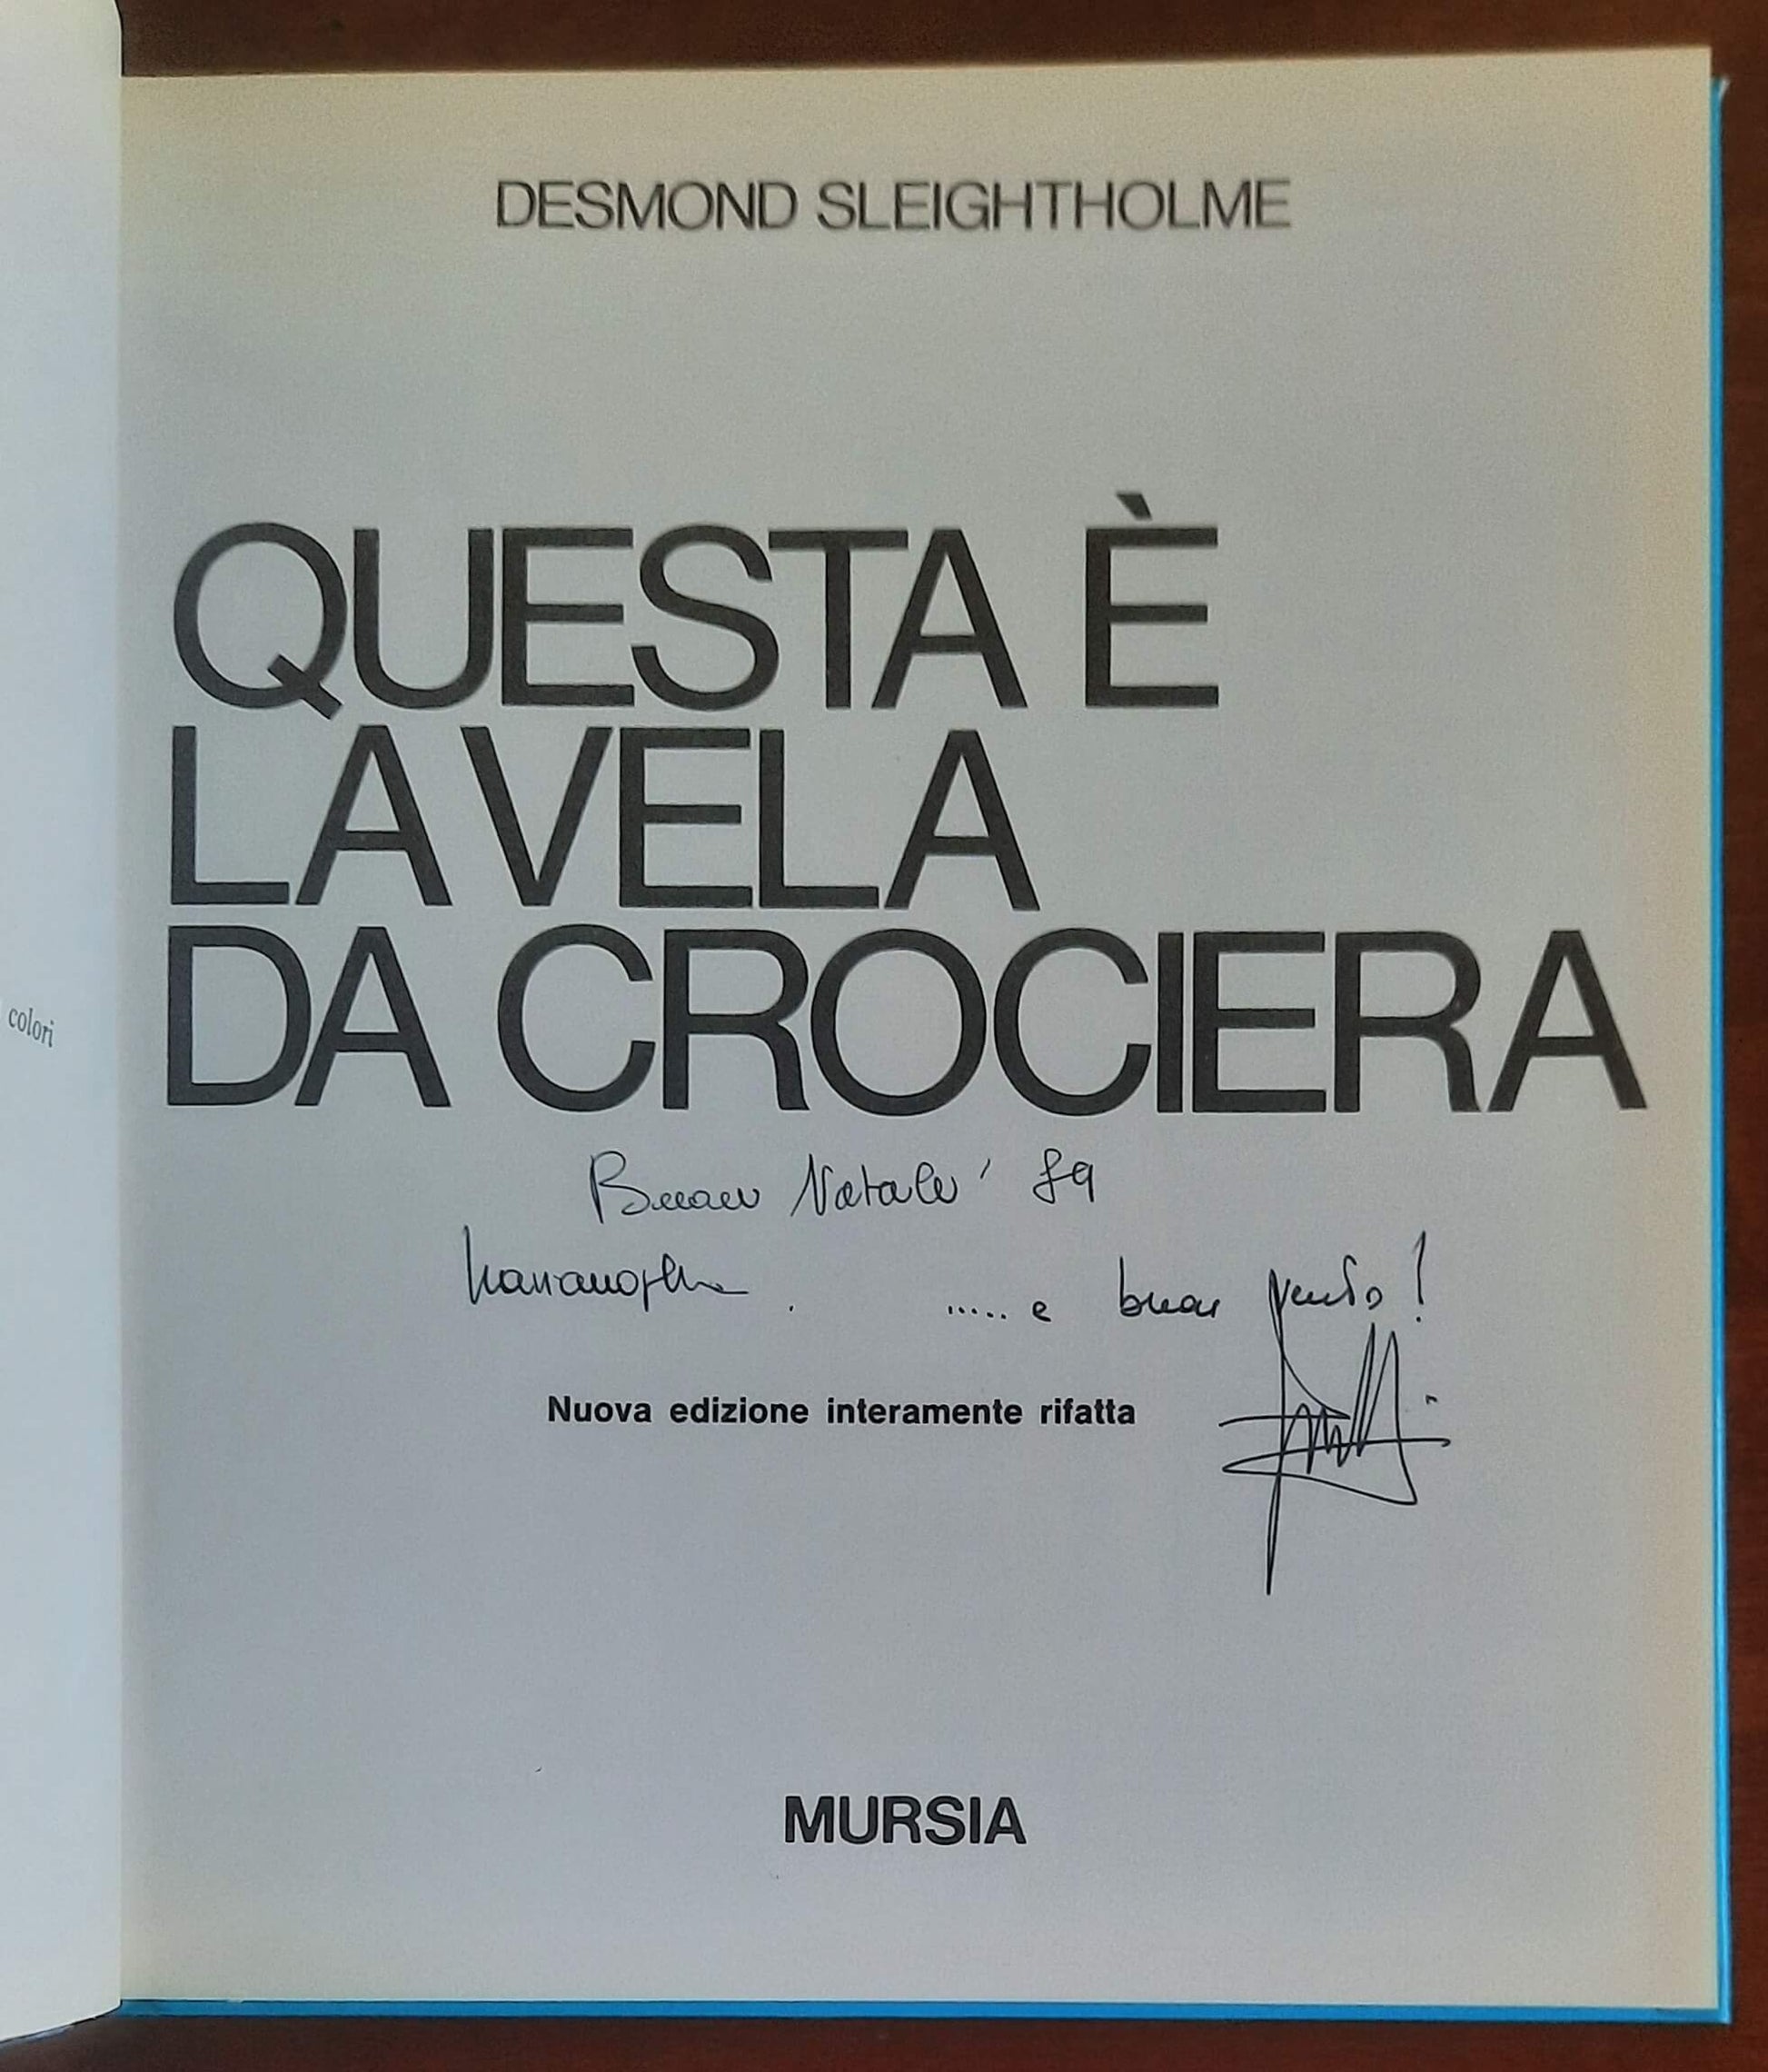 colori
DESMOND SLEIGHTHOLME
QUESTA È
LA VELA
DA CROCIERA
Buon Natale '89
..... e buon vento!
Nuova edizione interamente rifatta
MURSIA